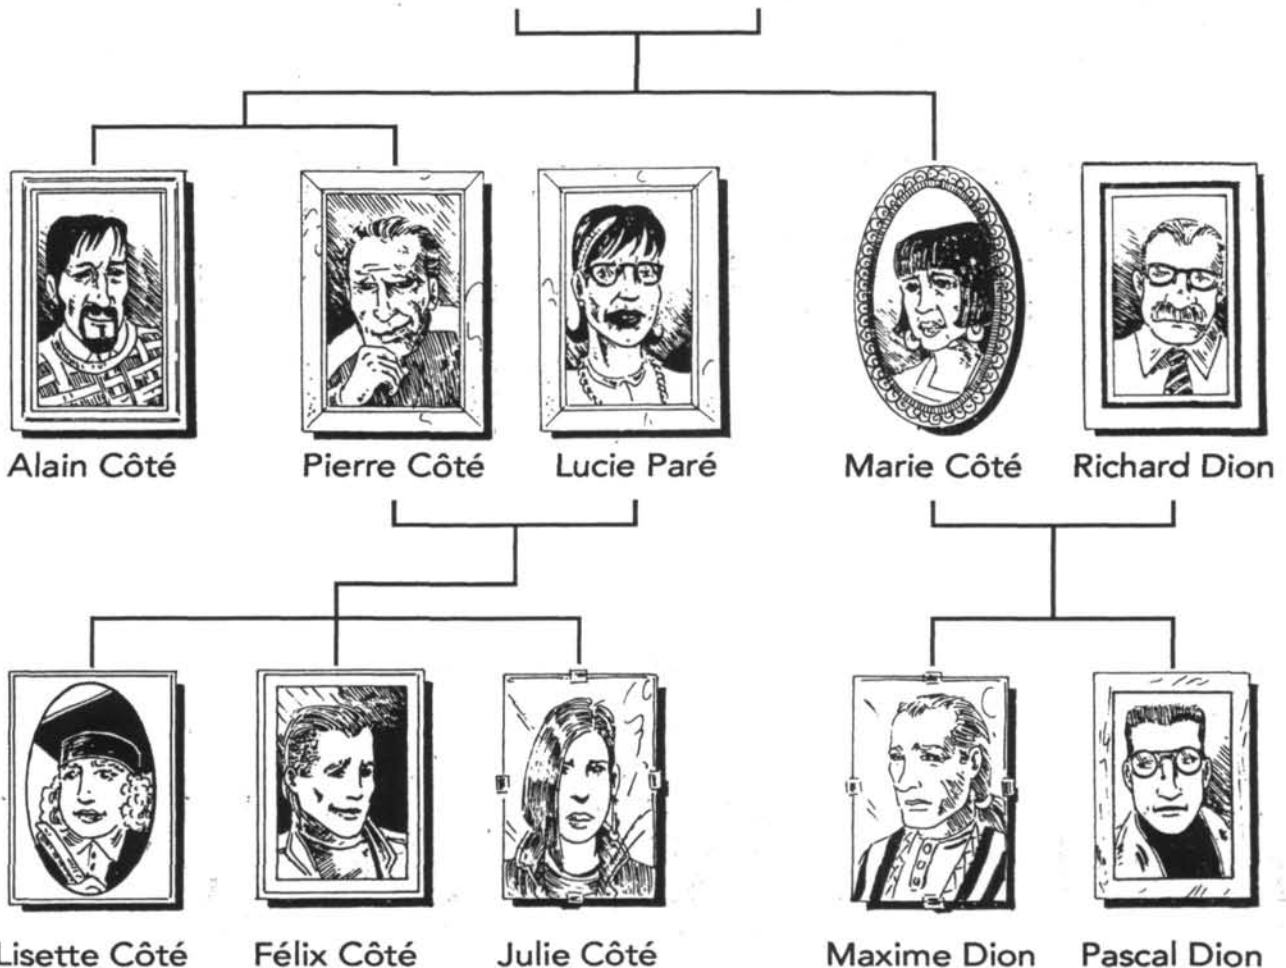 Alain Côté Pierre Côté Lucie Paré Marie Côté Richard Dion
Lisette Côté Félix Côté Julie Côté Maxime Dion Pascal Dion